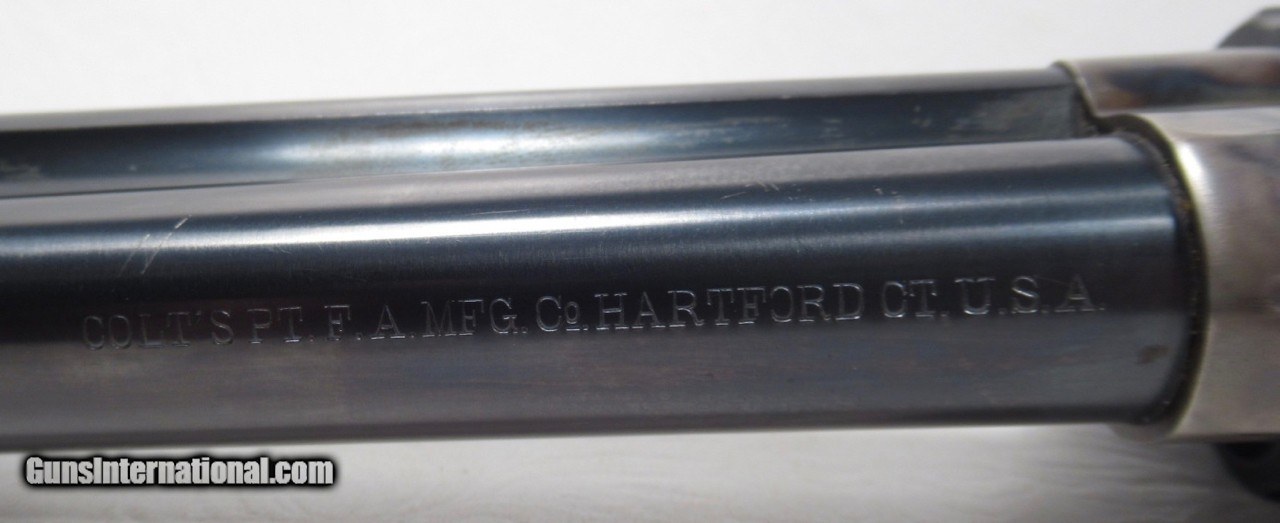 COLT'S PT. F. A. MFG. Co. HARTFORD CT. U.S.A.
GunsInternational.com